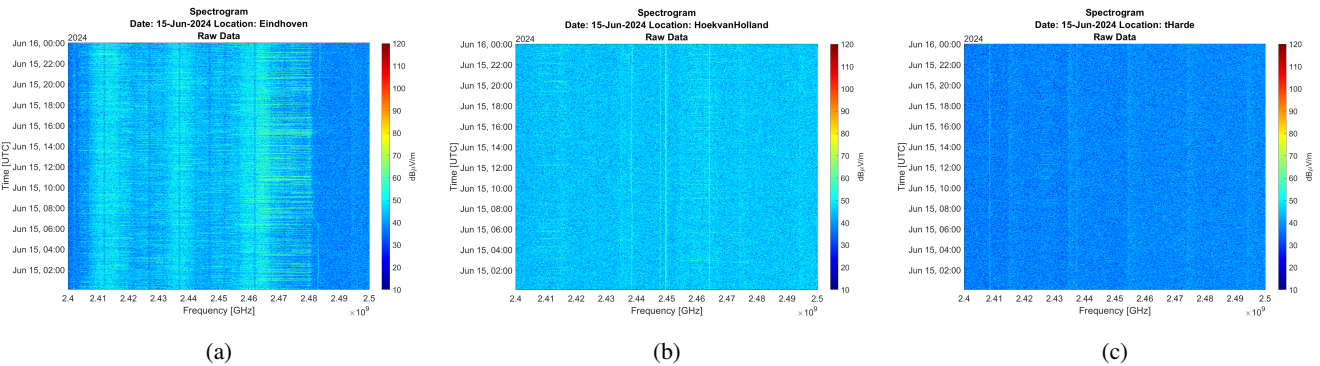 Spectrogram
Date: 15-Jun-2024 Location: Eindhoven
Raw Data
2024
Jun 16, 00:00
Jun 15, 22:00
Jun 15, 20:00
Jun 15, 18:00
Jun 15, 16:00
Jun 15, 14:00
Jun 15, 12:00
Jun 15, 10:00
Jun 15, 08:00
Jun 15, 06:00
Jun 15, 04:00
Jun 15, 02:00
Time [UTC]
2.4 2.41 2.42 2.43 2.44 2.45 2.46 2.47 2.48 2.49 2.5
Frequency [GHz]
×10⁹
120
110
100
90
80
70
60
50
40
30
20
10
dBμV/m
(a)
Spectrogram
Date: 15-Jun-2024 Location: HoekvanHolland
Raw Data
2024
Jun 16, 00:00
Jun 15, 22:00
Jun 15, 20:00
Jun 15, 18:00
Jun 15, 16:00
Jun 15, 14:00
Jun 15, 12:00
Jun 15, 10:00
Jun 15, 08:00
Jun 15, 06:00
Jun 15, 04:00
Jun 15, 02:00
Time [UTC]
2.4 2.41 2.42 2.43 2.44 2.45 2.46 2.47 2.48 2.49 2.5
Frequency [GHz]
×10⁹
120
110
100
90
80
70
60
50
40
30
20
10
dBμV/m
(b)
Spectrogram
Date: 15-Jun-2024 Location: tHarde
Raw Data
2024
Jun 16, 00:00
Jun 15, 22:00
Jun 15, 20:00
Jun 15, 18:00
Jun 15, 16:00
Jun 15, 14:00
Jun 15, 12:00
Jun 15, 10:00
Jun 15, 08:00
Jun 15, 06:00
Jun 15, 04:00
Jun 15, 02:00
Time [UTC]
2.4 2.41 2.42 2.43 2.44 2.45 2.46 2.47 2.48 2.49 2.5
Frequency [GHz]
×10⁹
120
110
100
90
80
70
60
50
40
30
20
10
dBμV/m
(c)